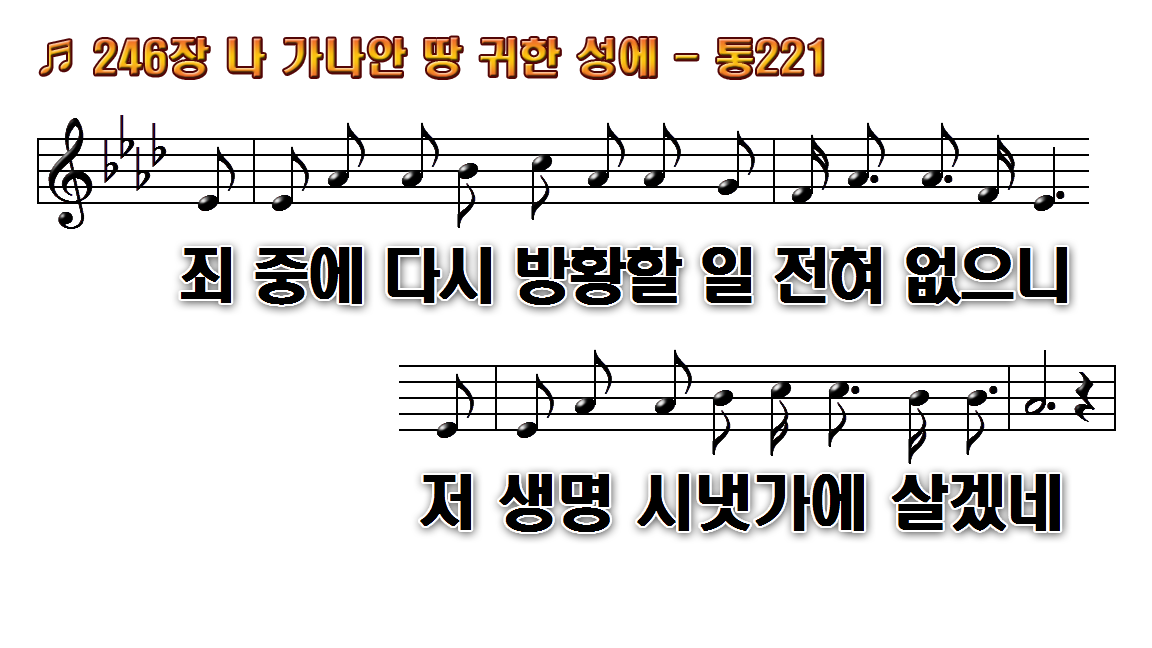 ♬ 246장 나 가나안 땅 귀한 성에 - 통221
죄 중에 다시 방황할 일 전혀 없으니
저 생명 시냇가에 살겠네